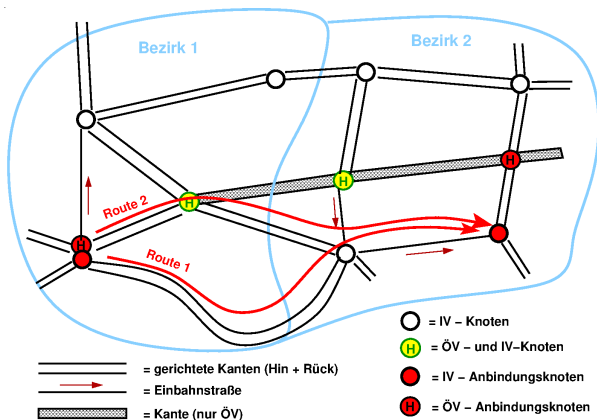 Bezirk 1
Bezirk 2
H
H
H
H
Route 2
Route 1
= IV – Knoten
H = ÖV – und IV–Knoten
= IV – Anbindungsknoten
H = ÖV – Anbindungsknoten
= gerichtete Kanten (Hin + Rück)
= Einbahnstraße
= Kante (nur ÖV)